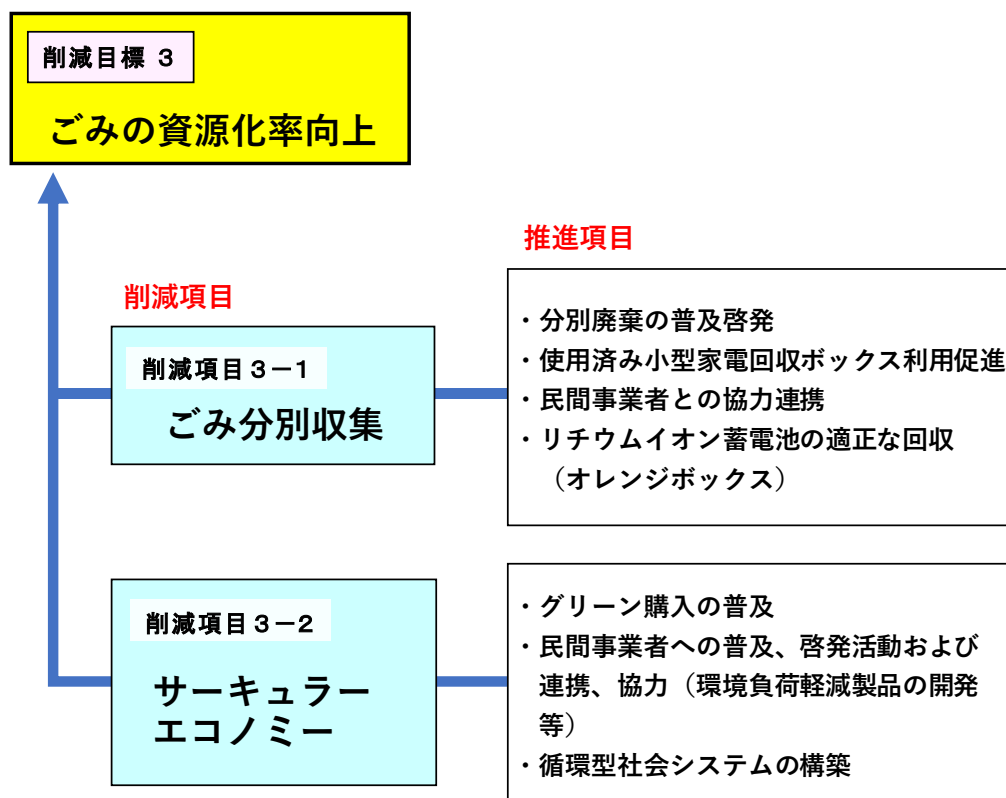 削減目標 3
ごみの資源化率向上
推進項目
削減項目
削減項目3－1
ごみ分別収集
・分別廃棄の普及啓発
・使用済み小型家電回収ボックス利用促進
・民間事業者との協力連携
・リチウムイオン蓄電池の適正な回収
（オレンジボックス）
削減項目3－2
サーキュラー
エコノミー
・グリーン購入の普及
・民間事業者への普及、啓発活動および
連携、協力（環境負荷軽減製品の開発
等）
・循環型社会システムの構築